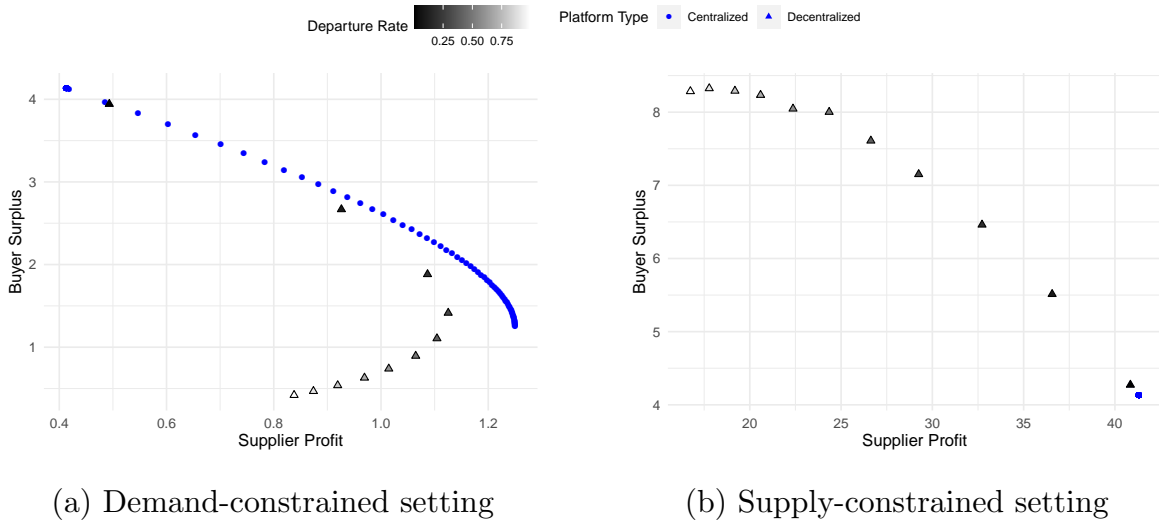 Departure Rate
0.25 0.50 0.75
Platform Type Centralized Decentralized
Buyer Surplus
4
3
2
1
0.4 0.6 0.8 1.0 1.2
Supplier Profit
(a) Demand-constrained setting
Buyer Surplus
8
7
6
5
4
20 25 30 35 40
Supplier Profit
(b) Supply-constrained setting